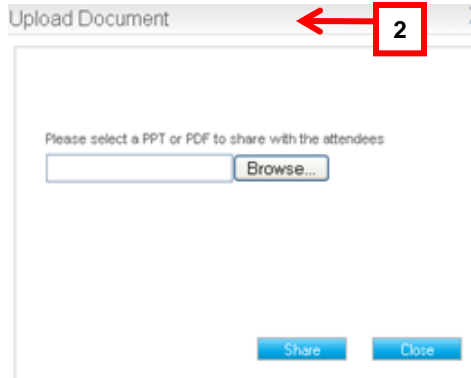 Upload Document
2
Please select a PPT or PDF to share with the attendees
Browse...
Share Close